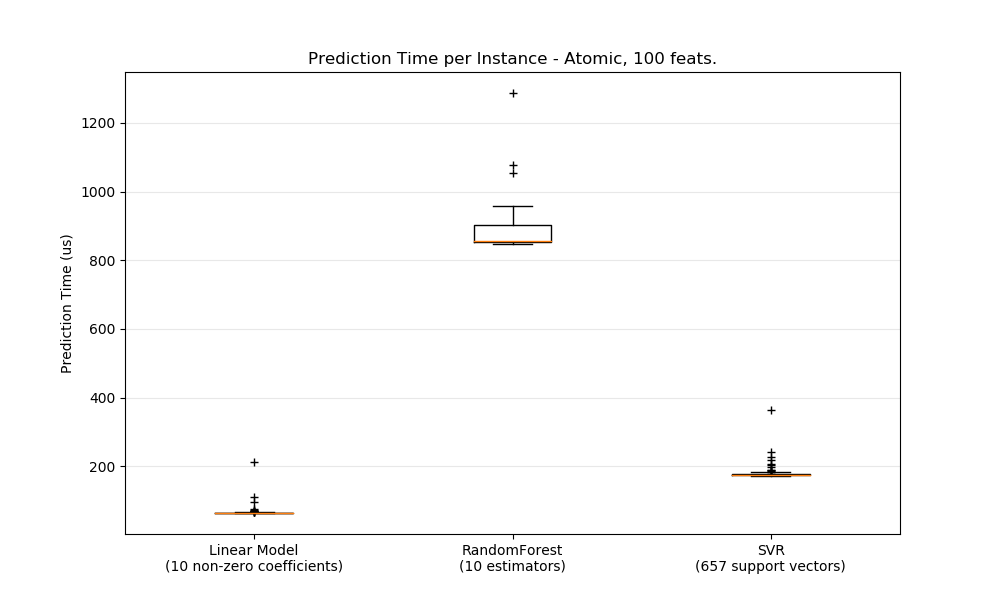 Prediction Time per Instance - Atomic, 100 feats.
Prediction Time (us)
1200
1000
800
600
400
200
Linear Model
(10 non-zero coefficients)
RandomForest
(10 estimators)
SVR
(657 support vectors)